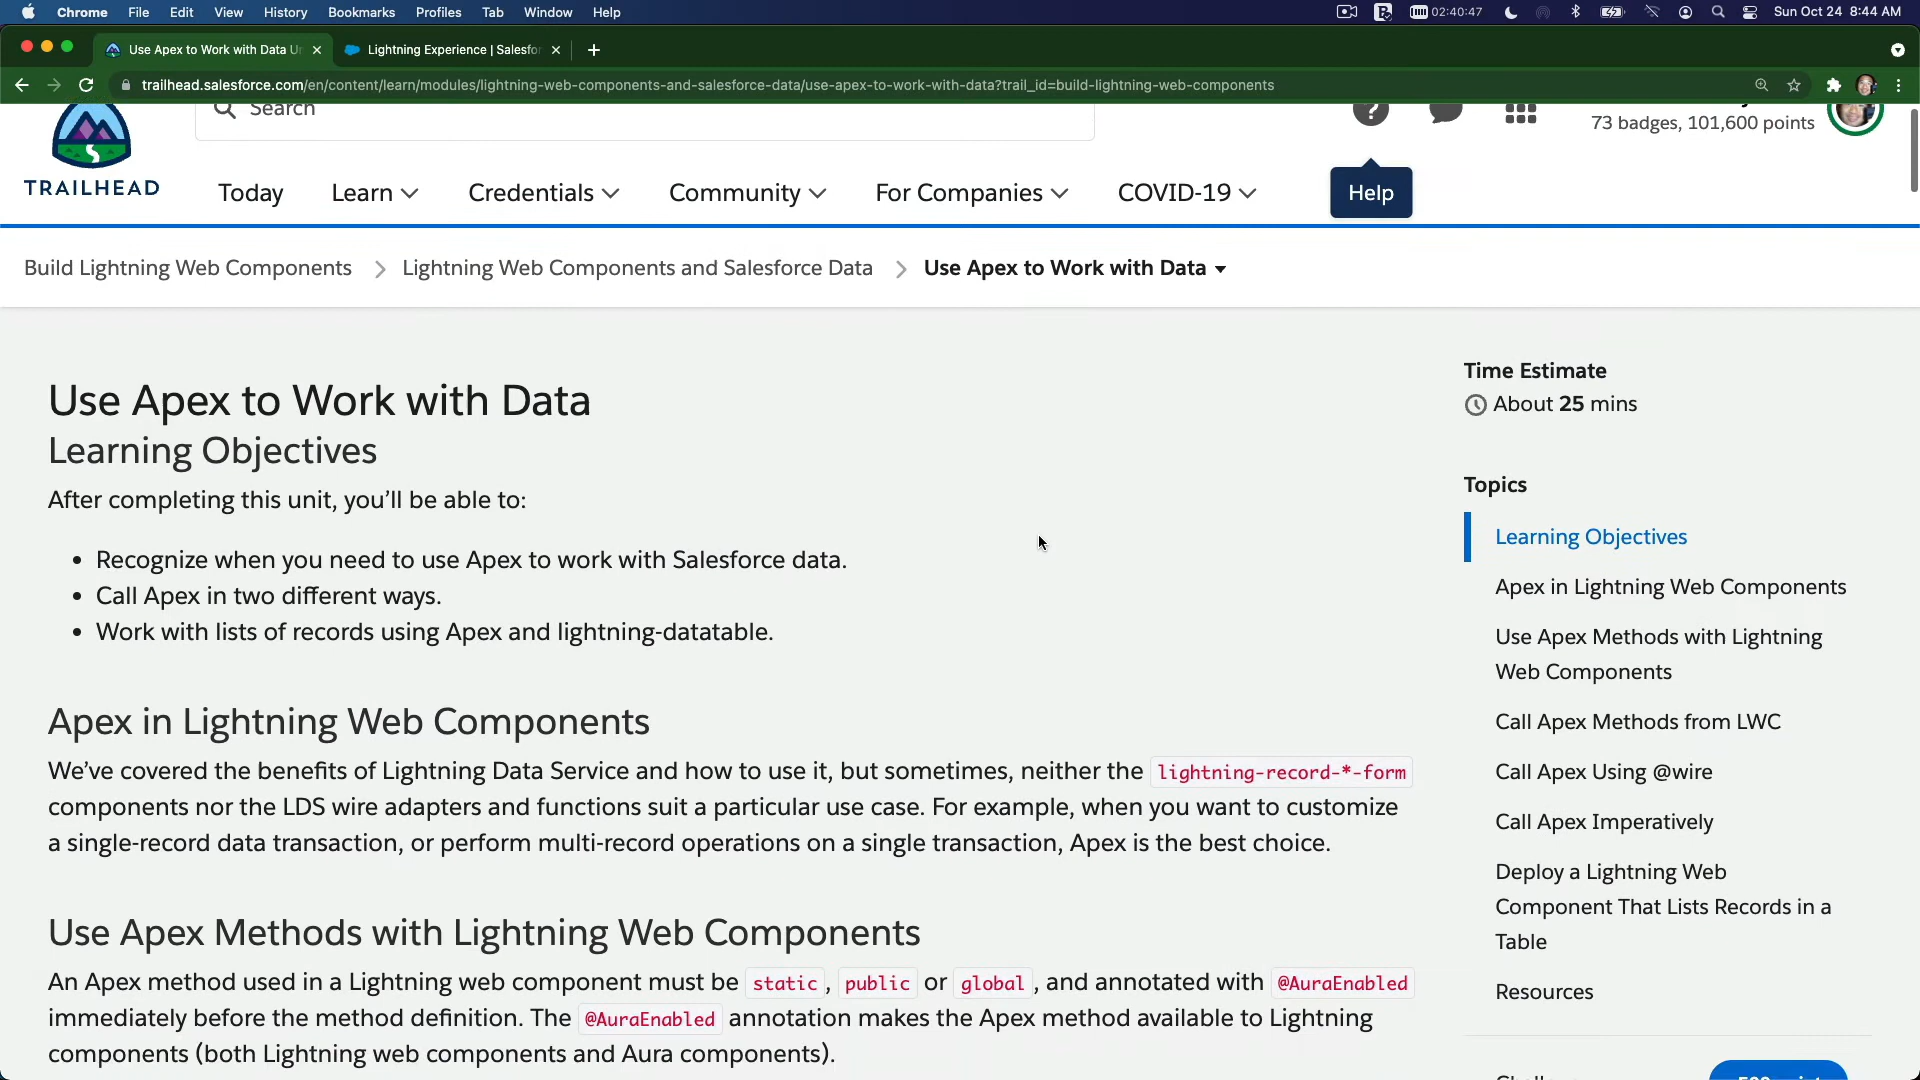 Chrome File Edit View History Bookmarks Profiles Tab Window Help 02:40:47 Sun Oct 24 8:44 AM
Use Apex to Work with Data Un Lightning Experience | Salesfor
trailhead.salesforce.com/en/content/learn/modules/lightning-web-components-and-salesforce-data/use-apex-to-work-with-data?trail_id=build-lightning-web-components
Search
73 badges, 101,600 points
TRAILHEAD
Today Learn Credentials Community For Companies COVID-19 Help
Build Lightning Web Components > Lightning Web Components and Salesforce Data > Use Apex to Work with Data
Use Apex to Work with Data
Learning Objectives
After completing this unit, you’ll be able to:
• Recognize when you need to use Apex to work with Salesforce data.
• Call Apex in two different ways.
• Work with lists of records using Apex and lightning-datatable.
Apex in Lightning Web Components
We’ve covered the benefits of Lightning Data Service and how to use it, but sometimes, neither the lightning-record-*-form
components nor the LDS wire adapters and functions suit a particular use case. For example, when you want to customize
a single-record data transaction, or perform multi-record operations on a single transaction, Apex is the best choice.
Use Apex Methods with Lightning Web Components
An Apex method used in a Lightning web component must be static, public or global, and annotated with @AuraEnabled
immediately before the method definition. The @AuraEnabled annotation makes the Apex method available to Lightning
components (both Lightning web components and Aura components).
Time Estimate
About 25 mins
Topics
Learning Objectives
Apex in Lightning Web Components
Use Apex Methods with Lightning
Web Components
Call Apex Methods from LWC
Call Apex Using @wire
Call Apex Imperatively
Deploy a Lightning Web
Component That Lists Records in a
Table
Resources